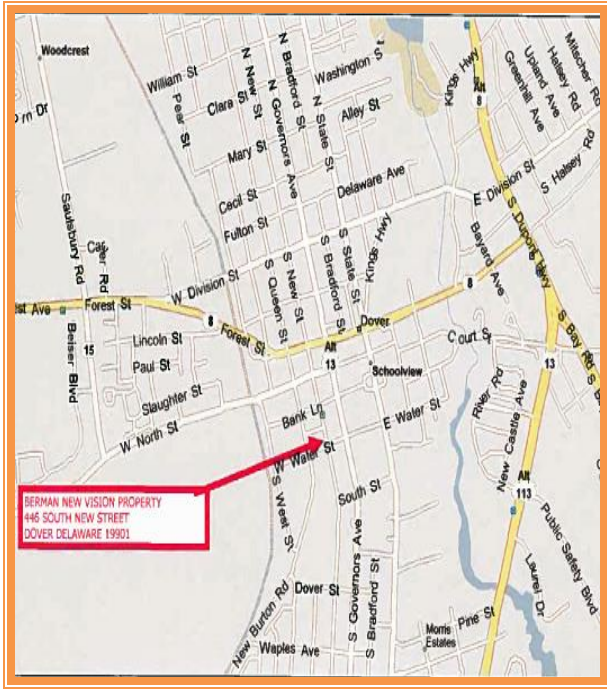 Woodcrest
William St
Pear St
Clara St
N New St
N Governors Ave
N Bradford St
N State St
Washington St
Alley St
Mary St
Cecil St
Fulton St
Delaware Ave
Kings Hwy
Alt
8
Greenhill Ave
Upland Ave
Halsey Rd
Mitscher Rd
S Halsey Rd
E Division St
Saulsbury Rd
Carver Rd
W Division St
S Queen St
S New St
S Bradford St
S State St
Kings Hwy
Bayard Ave
S Dupont Hwy
8
est Ave
Forest St
8
Forest St
Dover
Alt
13
Lincoln St
Paul St
15
Beiser Blvd
Slaughter St
W North St
Schoolview
Court St
S Bay Rd
13
River Rd
New Castle Ave
Bank Ln
E Water St
W Water St
S West St
South St
Alt
113
Public Safety Blvd
BERMAN NEW VISION PROPERTY
446 SOUTH NEW STREET
DOVER DELAWARE 19901
New Burton Rd
Dover St
S Governors Ave
S Bradford St
Waples Ave
Morris
Estates
Pine St
Laurel Dr